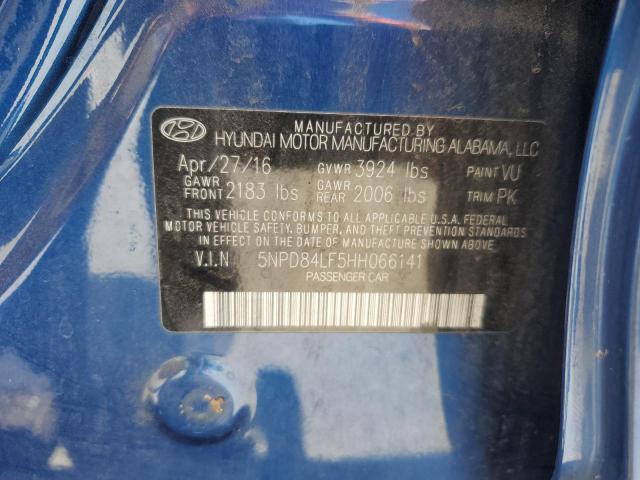 MANUFACTURED BY
HYUNDAI MOTOR MANUFACTURING ALABAMA, LLC
Apr/27/16 GVWR 3924 lbs PAINT VU
GAWR FRONT 2183 lbs GAWR REAR 2006 lbs TRIM PK
THIS VEHICLE CONFORMS TO ALL APPLICABLE U.S.A. FEDERAL
MOTOR VEHICLE SAFETY, BUMPER, AND THEFT PREVENTION STANDARDS
IN EFFECT ON THE DATE OF MANUFACTURE SHOWN ABOVE.
V.I.N 5NPD84LF5HH066141
PASSENGER CAR